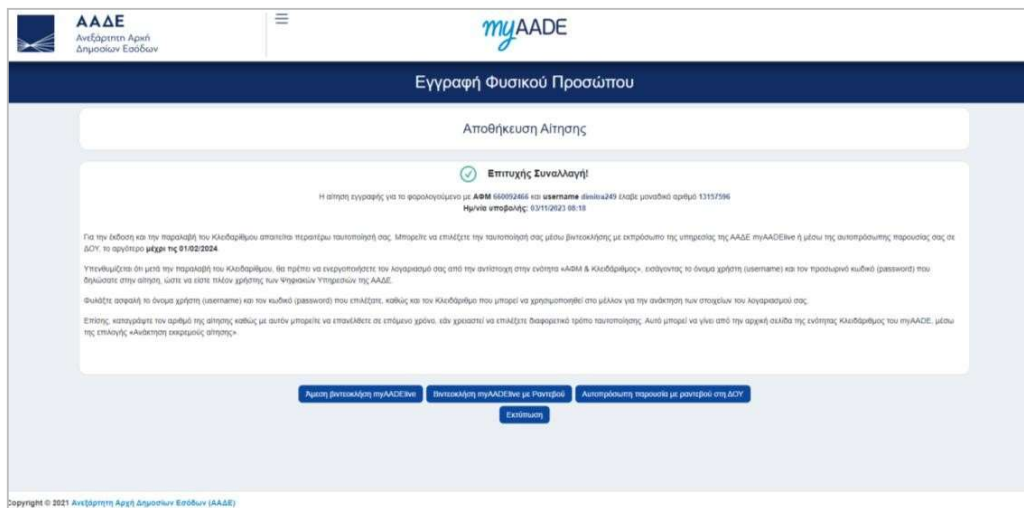 ΑΑΔΕ
Ανεξάρτητη Αρχή
Δημοσίων Εσόδων
myAADE
Εγγραφή Φυσικού Προσώπου
Αποθήκευση Αίτησης
Επιτυχής Συναλλαγή!
Η αίτηση εγγραφής για το φορολογούμενο με ΑΦΜ 660092466 και username dimitra249 έλαβε μοναδικό αριθμό 13157596
Ημ/νία υποβολής: 03/11/2023 08:18
Για την έκδοση και την παραλαβή του Κλειδαρίθμου απαιτείται περαιτέρω ταυτοποίησή σας. Μπορείτε να επιλέξετε την ταυτοποίησή σας μέσω βιντεοκλήσης με εκπρόσωπο της υπηρεσίας της ΑΑΔΕ myAADElive ή μέσω της αυτοπρόσωπης παρουσίας σας σε
ΔΟΥ, το αργότερο μέχρι τις 01/02/2024.
Υπενθυμίζεται ότι μετά την παραλαβή του Κλειδαρίθμου, θα πρέπει να ενεργοποιήσετε τον λογαριασμό σας από την αντίστοιχη στην ενότητα «ΑΦΜ & Κλειδάριθμος», εισάγοντας το όνομα χρήστη (username) και τον προσωρινό κωδικό (password) που
δηλώσατε στην αίτηση, ώστε να είστε πλέον χρήστης των Ψηφιακών Υπηρεσιών της ΑΑΔΕ.
Φυλάξτε ασφαλή το όνομα χρήστη (username) και τον κωδικό (password) που επιλέξατε, καθώς και τον Κλειδάριθμο που μπορεί να χρησιμοποιηθεί στο μέλλον για την ανάκτηση των στοιχείων του λογαριασμού σας.
Επίσης, καταγράψτε τον αριθμό της αίτησης καθώς με αυτόν μπορείτε να επανέλθετε σε επόμενο χρόνο, εάν χρειαστεί να επιλέξετε διαφορετικό τρόπο ταυτοποίησης. Αυτό μπορεί να γίνει από την αρχική σελίδα της ενότητας Κλειδάριθμος του myAADE, μέσω
της επιλογής «Ανάκτηση εκκρεμούς αίτησης».
Άμεση βιντεοκλήση myAADElive
Βιντεοκλήση myAADElive με Ραντεβού
Αυτοπρόσωπη παρουσία με ραντεβού στη ΔΟΥ
Εκτύπωση
Copyright © 2021 Ανεξάρτητη Αρχή Δημοσίων Εσόδων (ΑΑΔΕ)